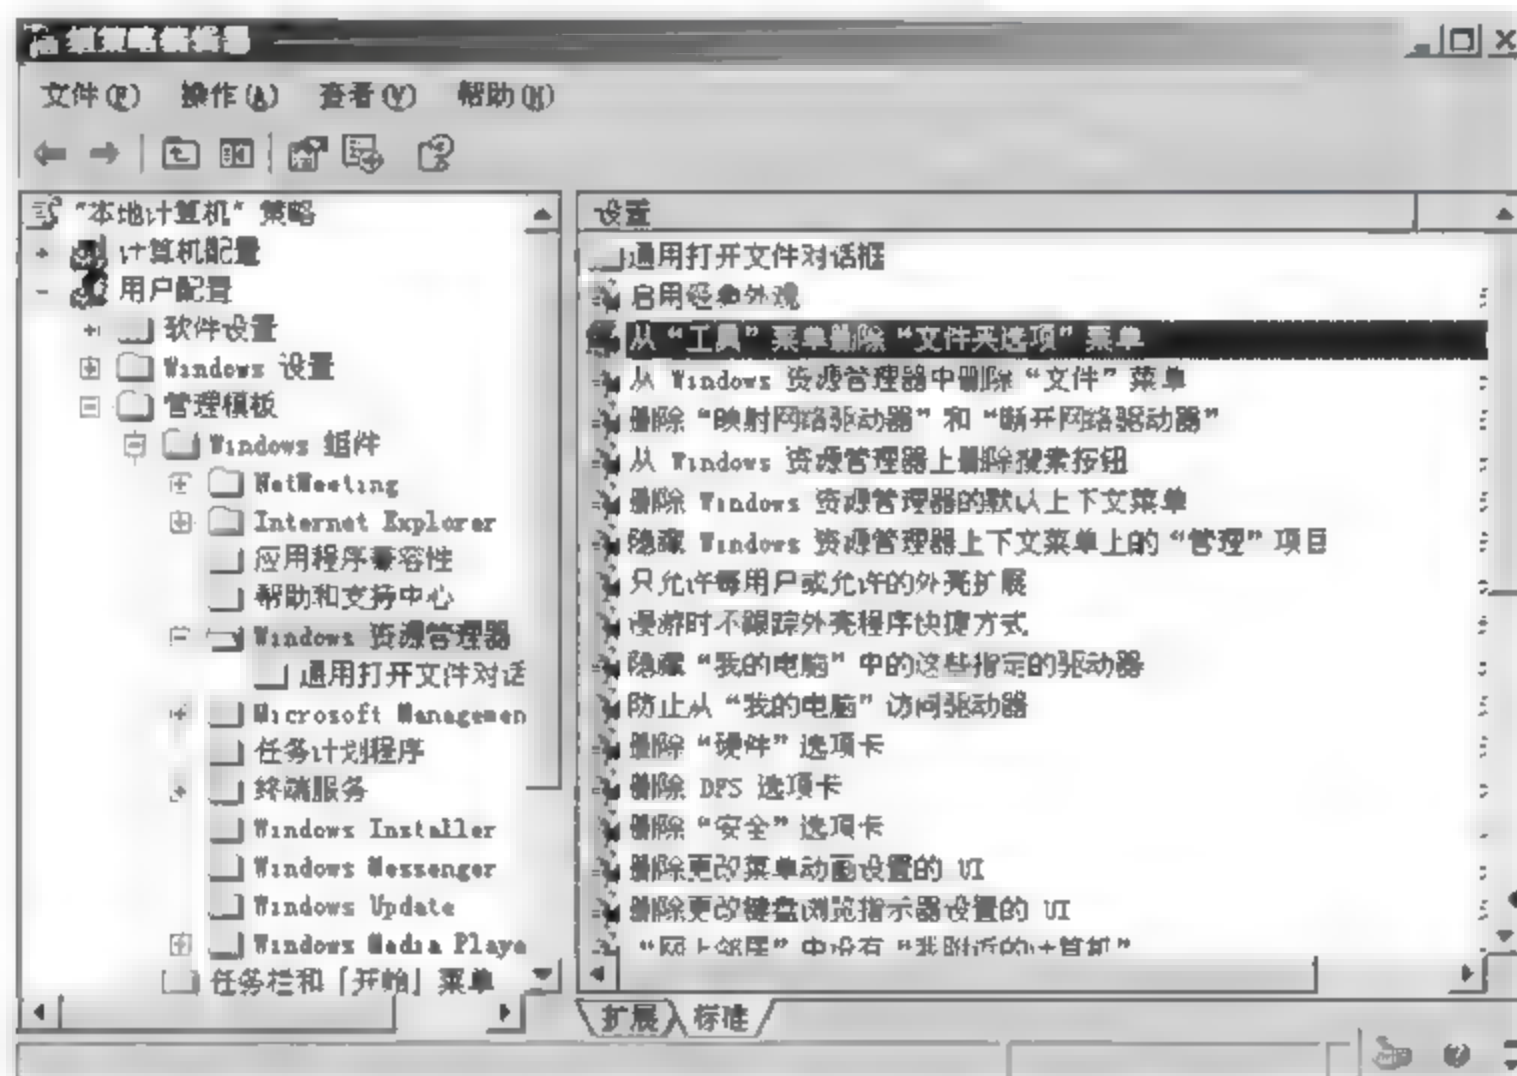 组策略编辑器
文件(F) 操作(A) 查看(V) 帮助(H)
"本地计算机" 策略
计算机配置
用户配置
软件设置
Windows 设置
管理模板
Windows 组件
NetMeeting
Internet Explorer
应用程序兼容性
帮助和支持中心
Windows 资源管理器
通用打开文件对话
Microsoft Managemen
任务计划程序
终端服务
Windows Installer
Windows Messenger
Windows Update
Windows Media Playe
任务栏和「开始」菜单
设置
通用打开文件对话框
启用经典外观
从“工具”菜单删除“文件夹选项”菜单
从 Windows 资源管理器中删除“文件”菜单
删除“映射网络驱动器”和“断开网络驱动器”
从 Windows 资源管理器上删除搜索按钮
删除 Windows 资源管理器的默认上下文菜单
隐藏 Windows 资源管理器上下文菜单上的“管理”项目
只允许每用户或允许的外壳扩展
漫游时不跟踪外壳程序快捷方式
隐藏“我的电脑”中的这些指定的驱动器
防止从“我的电脑”访问驱动器
删除“硬件”选项卡
删除 DFS 选项卡
删除“安全”选项卡
删除更改菜单动画设置的 UI
删除更改键盘浏览指示器设置的 UI
“网上邻居”中没有“我附近的计算机”
扩展 标准